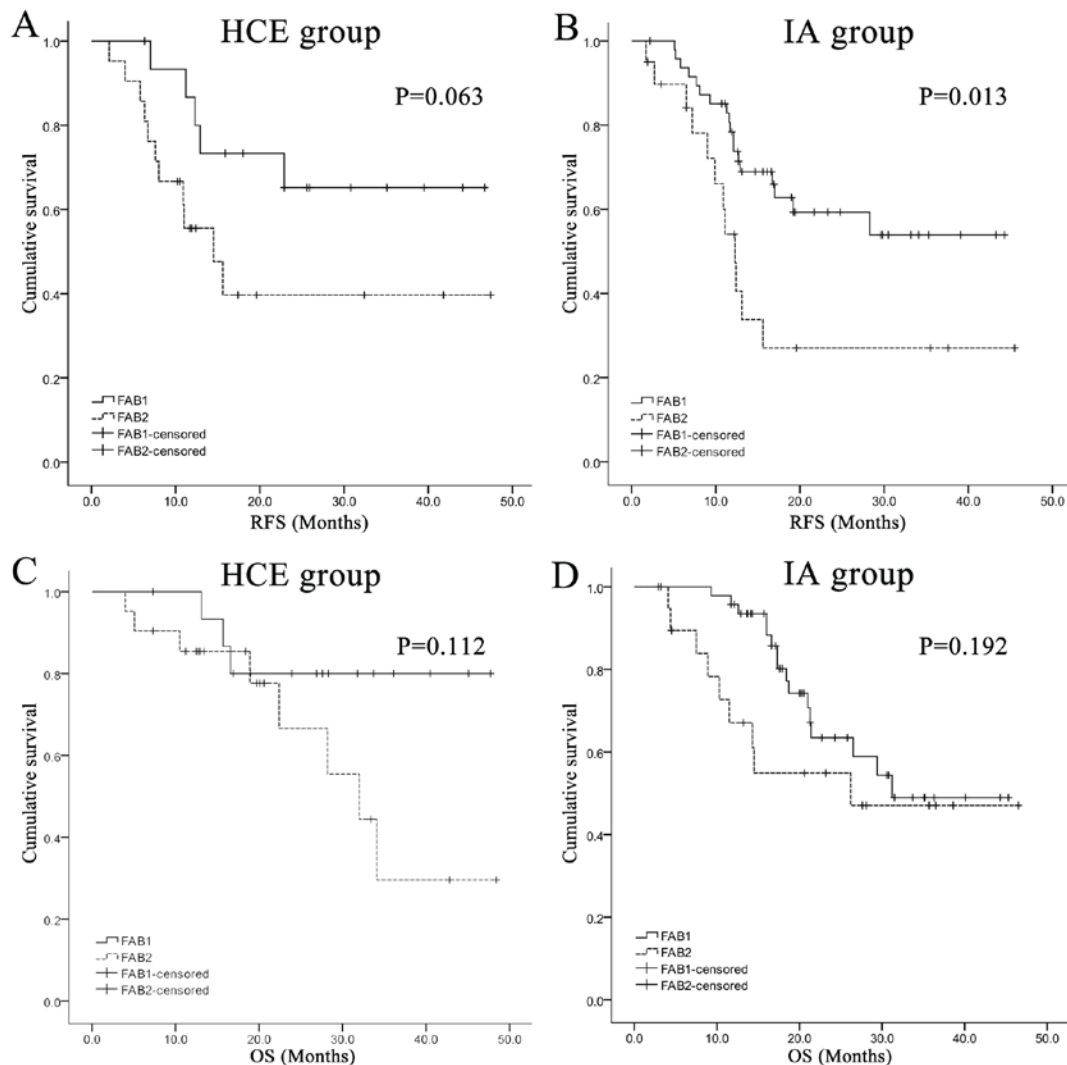 A
HCE group
P=0.063
1.0
0.8
0.6
0.4
0.2
0.0
Cumulative survival
FAB1
FAB2
FAB1-censored
FAB2-censored
0.0 10.0 20.0 30.0 40.0 50.0
RFS (Months)
B
IA group
P=0.013
1.0
0.8
0.6
0.4
0.2
0.0
Cumulative survival
FAB1
FAB2
FAB1-censored
FAB2-censored
0.0 10.0 20.0 30.0 40.0 50.0
RFS (Months)
C
HCE group
P=0.112
1.0
0.8
0.6
0.4
0.2
0.0
Cumulative survival
FAB1
FAB2
FAB1-censored
FAB2-censored
0.0 10.0 20.0 30.0 40.0 50.0
OS (Months)
D
IA group
P=0.192
1.0
0.8
0.6
0.4
0.2
0.0
Cumulative survival
FAB1
FAB2
FAB1-censored
FAB2-censored
0.0 10.0 20.0 30.0 40.0 50.0
OS (Months)